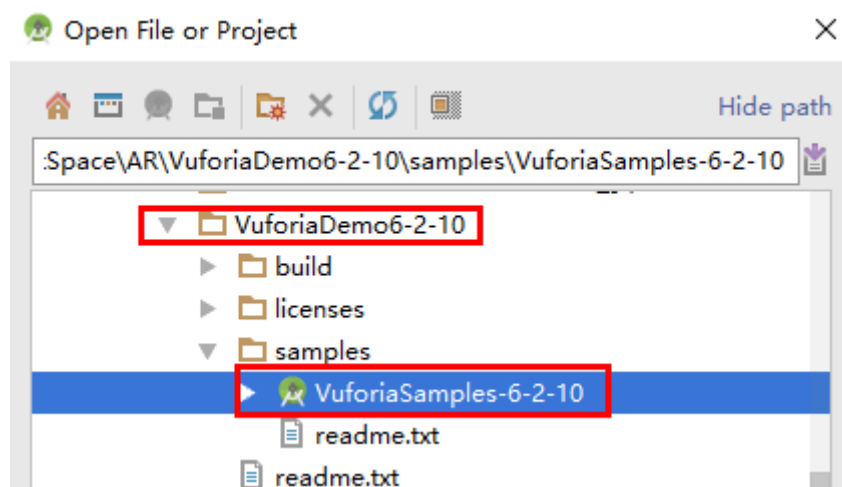 Open File or Project
Hide path
:Space\AR\VuforiaDemo6-2-10\samples\VuforiaSamples-6-2-10
VuforiaDemo6-2-10
build
licenses
samples
VuforiaSamples-6-2-10
readme.txt
readme.txt